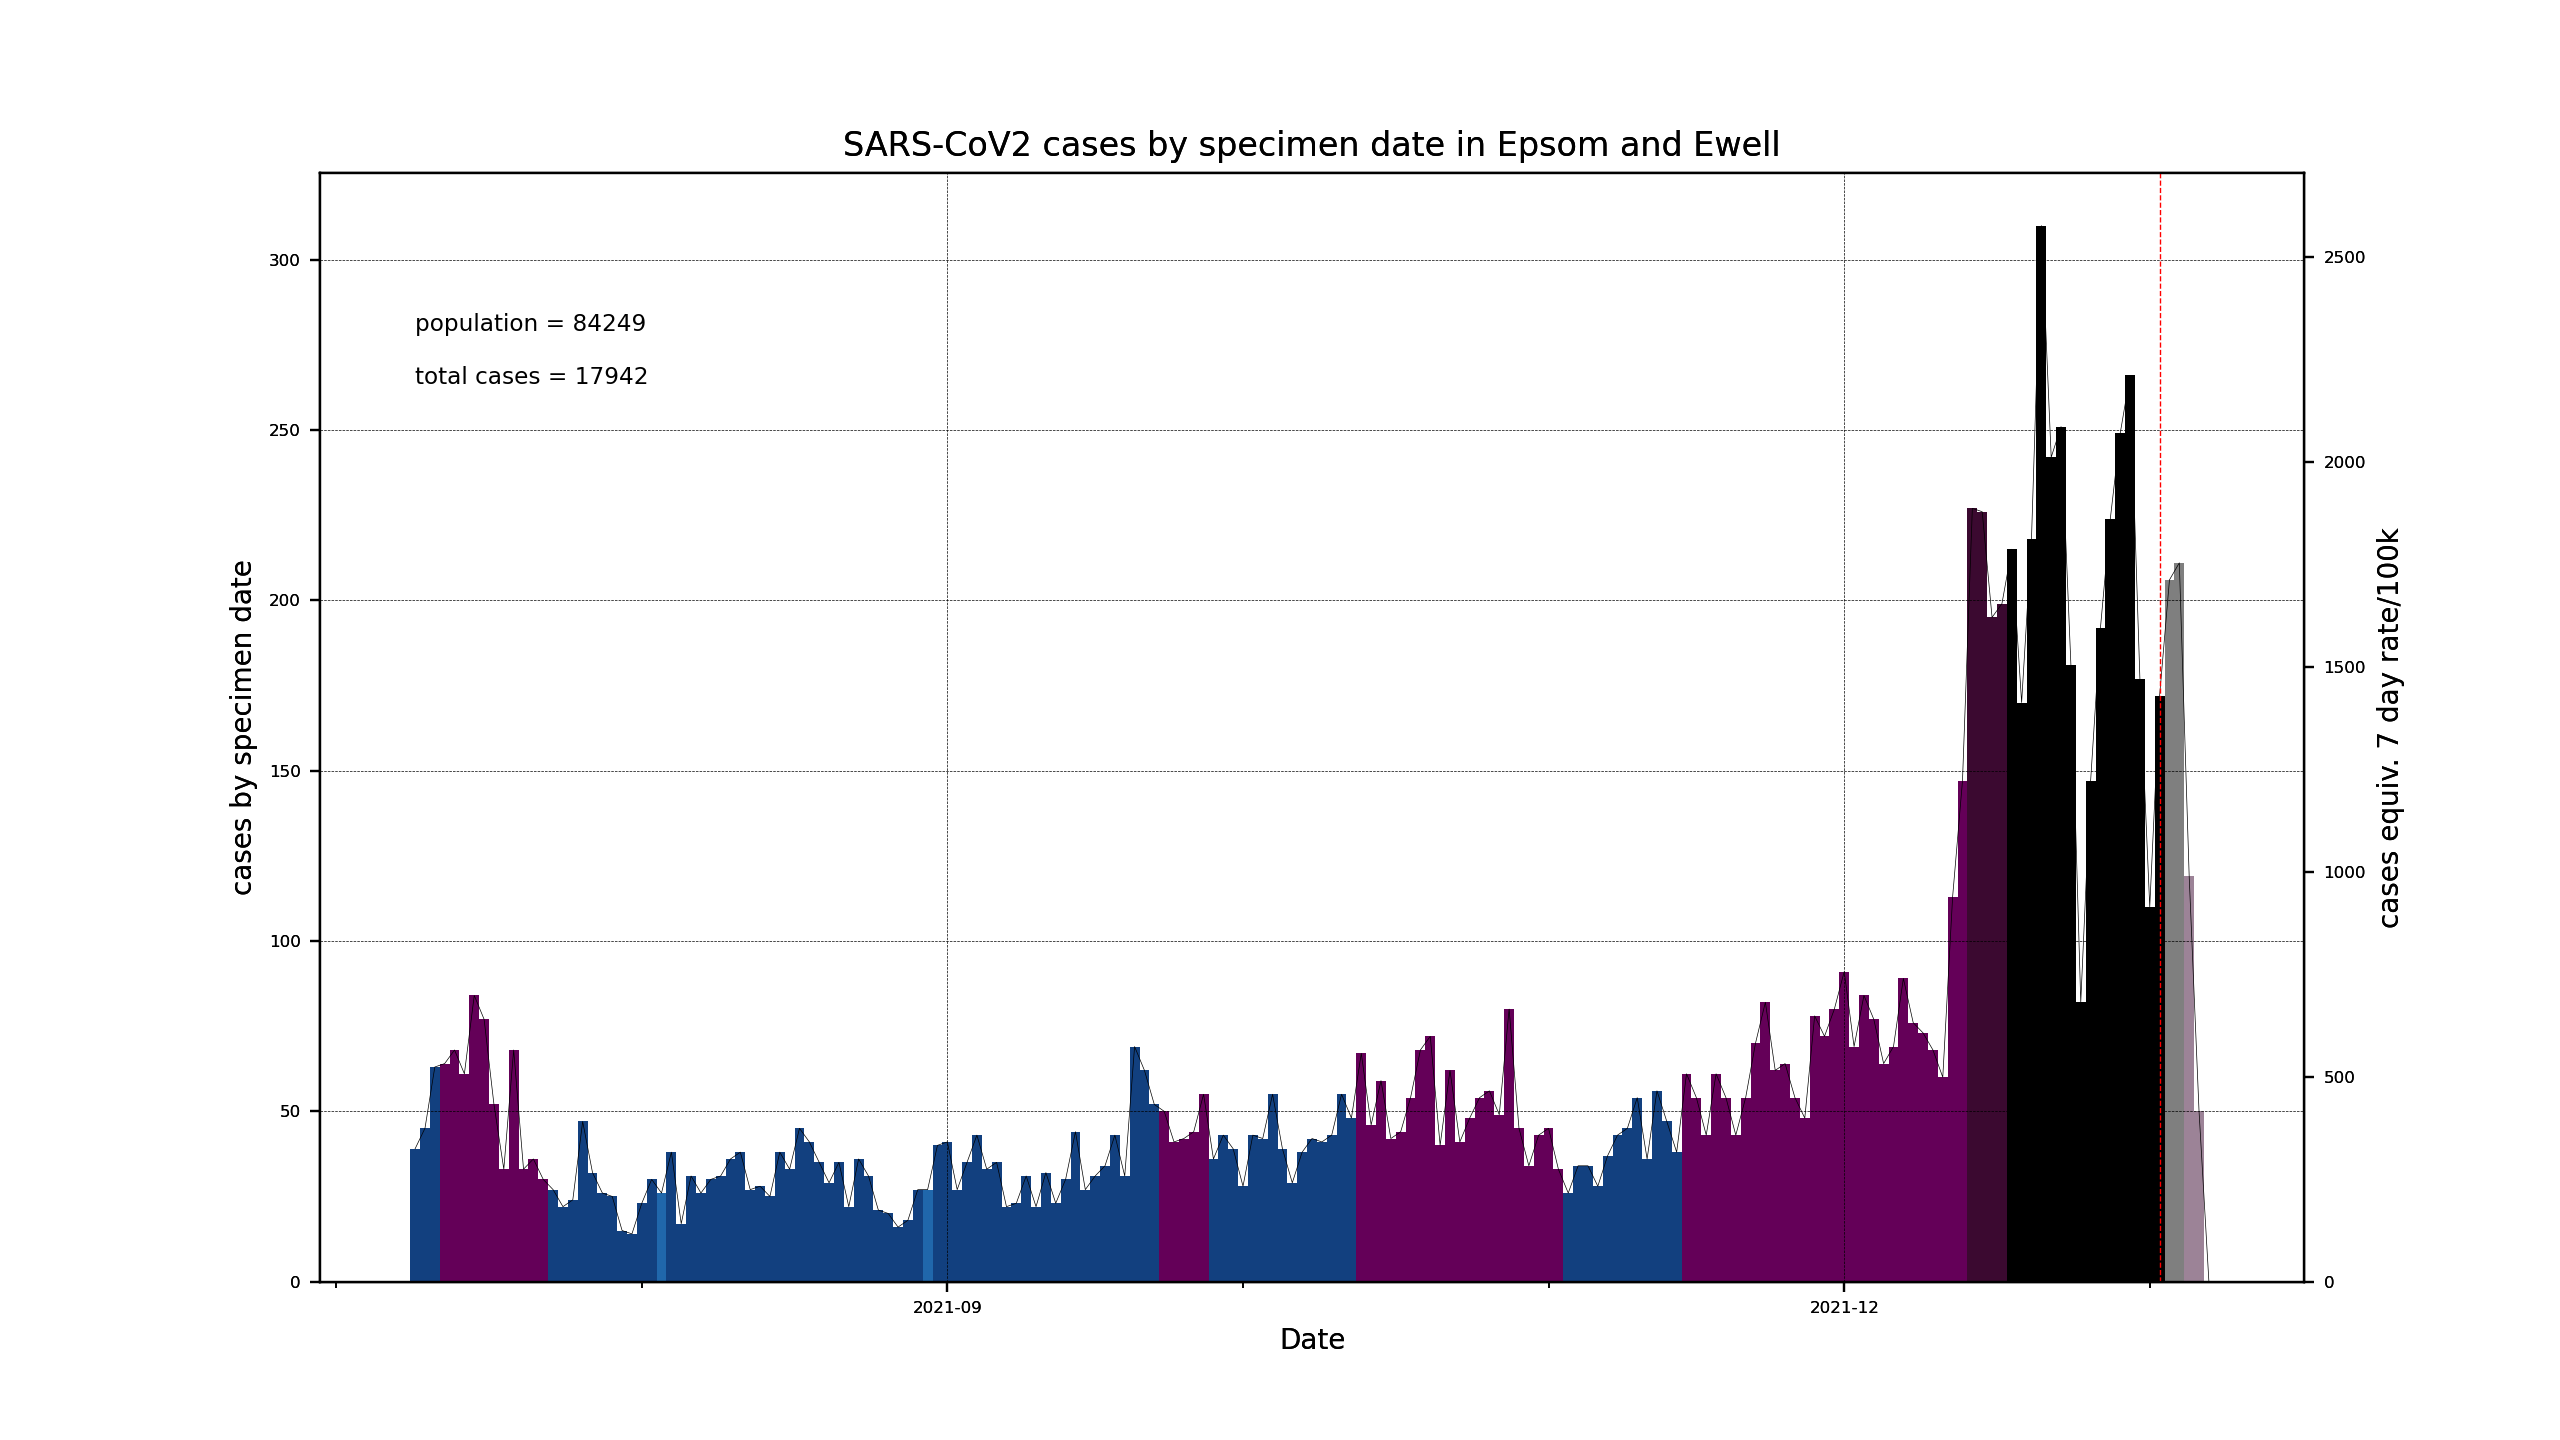 SARS-CoV2 cases by specimen date in Epsom and Ewell
population = 84249
total cases = 17942
cases by specimen date
300
250
200
150
100
50
0
2500
2000
1500
1000
500
0
cases equiv. 7 day rate/100k
2021-09
2021-12
Date